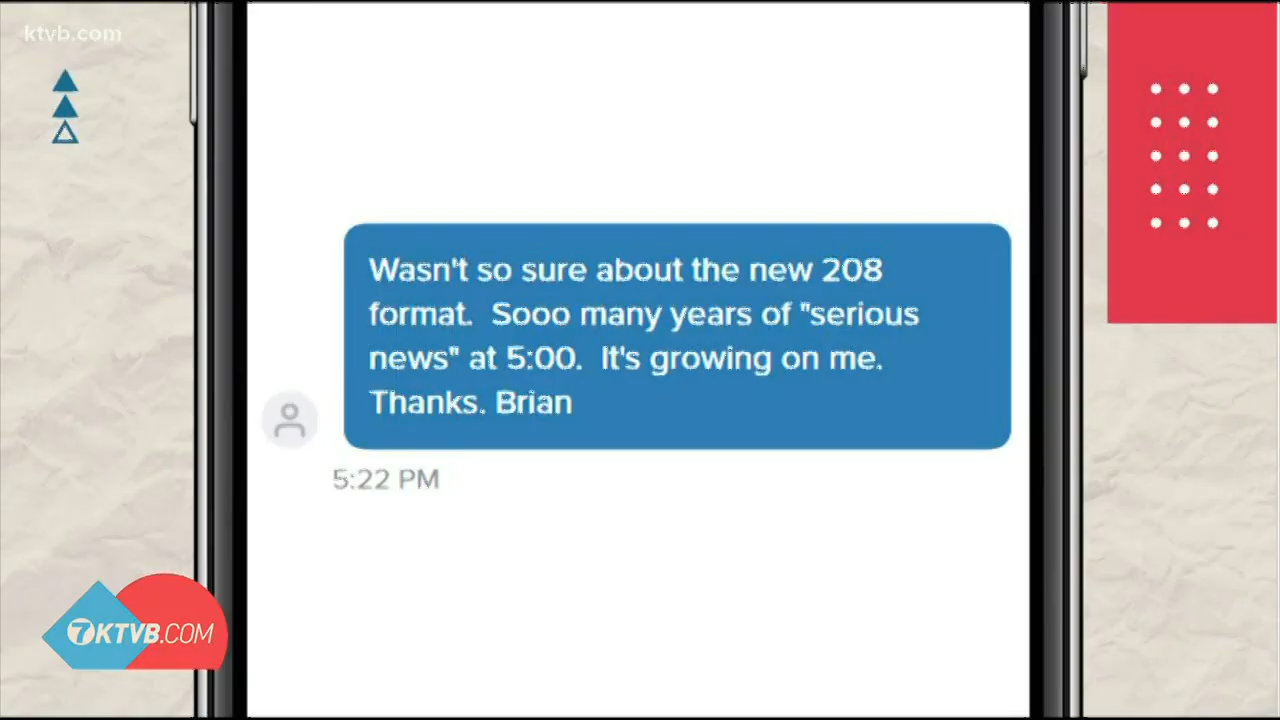 ktvb.com
Wasn't so sure about the new 208
format.  Sooo many years of "serious
news" at 5:00.  It's growing on me.
Thanks. Brian
5:22 PM
7KTVB.COM